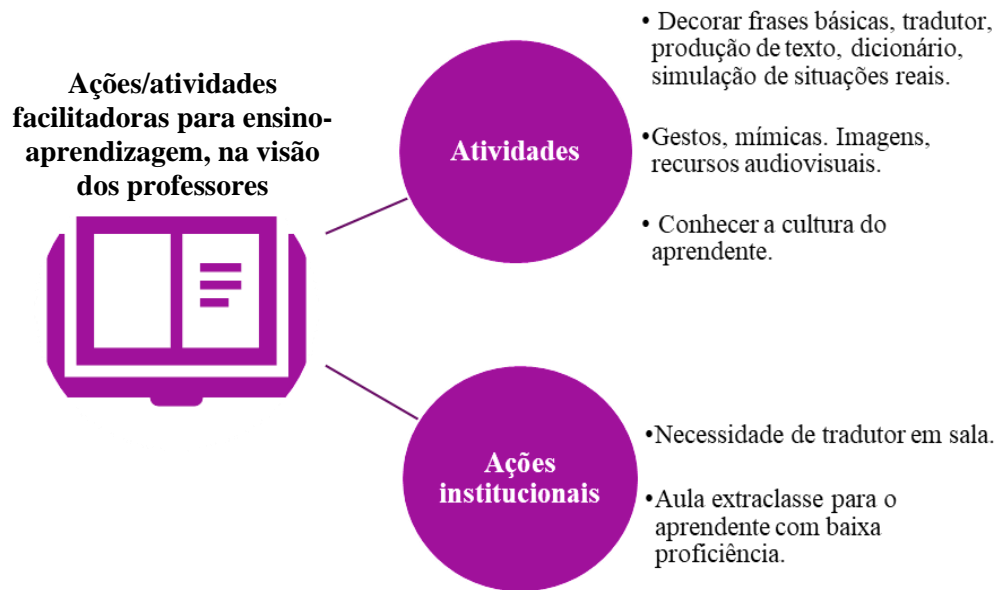 Ações/atividades
facilitadoras para ensino-
aprendizagem, na visão
dos professores
Atividades
• Decorar frases básicas, tradutor,
produção de texto, dicionário,
simulação de situações reais.
•Gestos, mímicas. Imagens,
recursos audiovisuais.
• Conhecer a cultura do
aprendente.
Ações
institucionais
•Necessidade de tradutor em sala.
•Aula extraclasse para o
aprendente com baixa
proficiência.